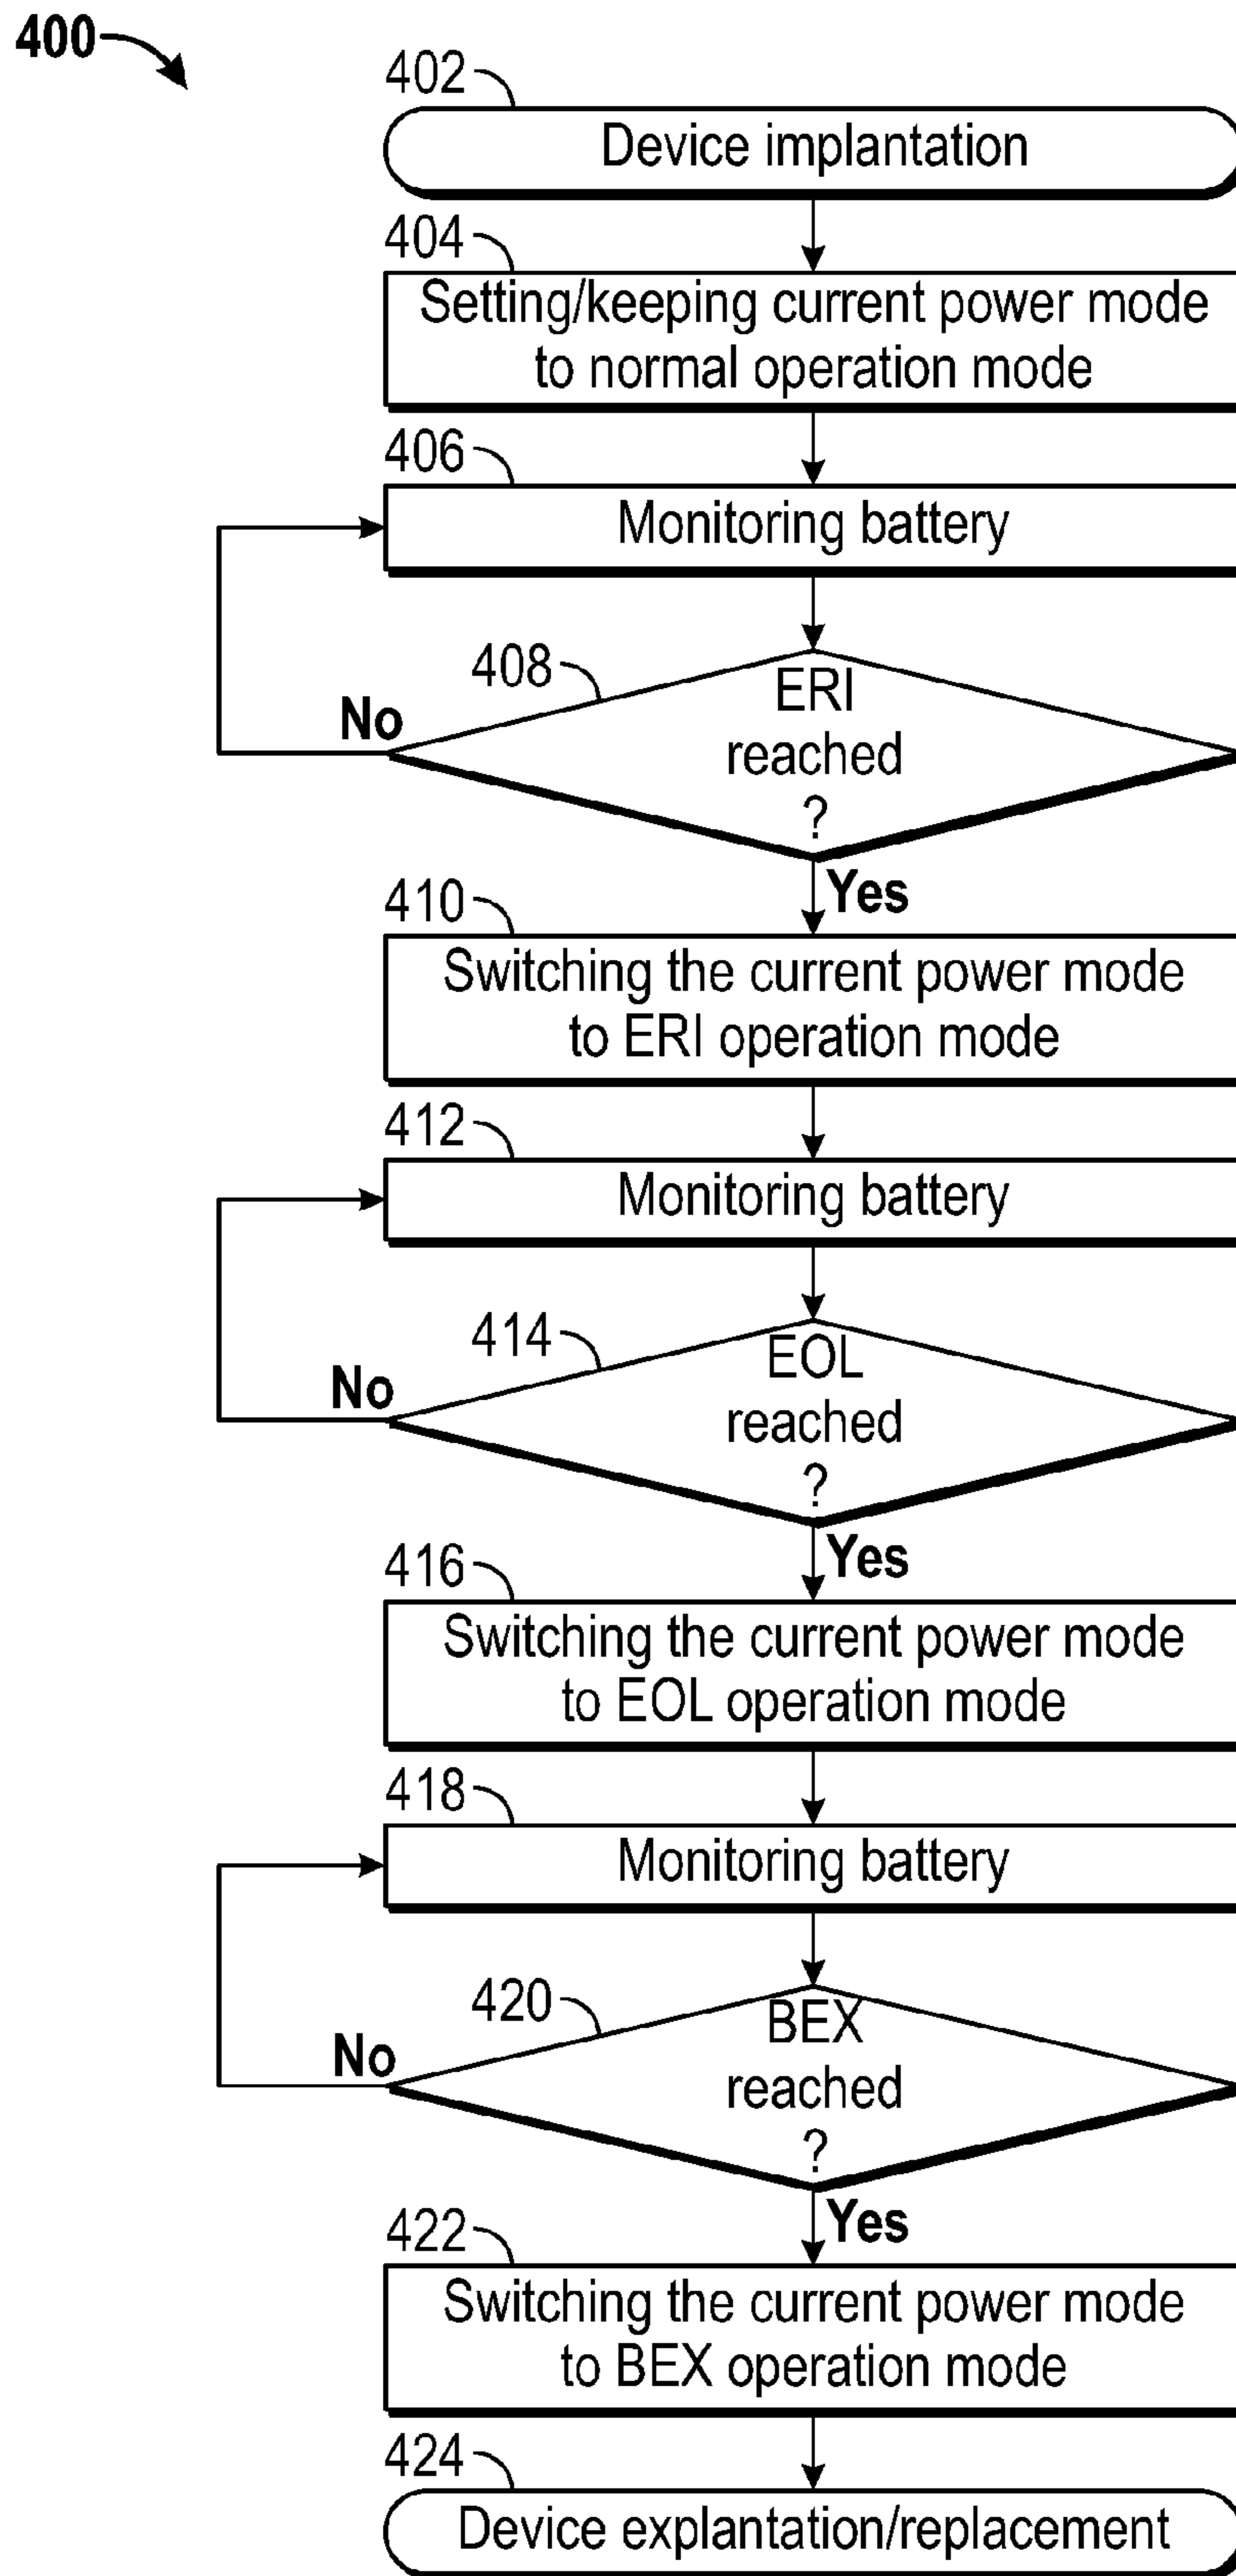 400
402
Device implantation
404
Setting/keeping current power mode
to normal operation mode
406
Monitoring battery
408
ERI
reached
?
No
Yes
410
Switching the current power mode
to ERI operation mode
412
Monitoring battery
414
EOL
reached
?
No
Yes
416
Switching the current power mode
to EOL operation mode
418
Monitoring battery
420
BEX
reached
?
No
Yes
422
Switching the current power mode
to BEX operation mode
424
Device explantation/replacement